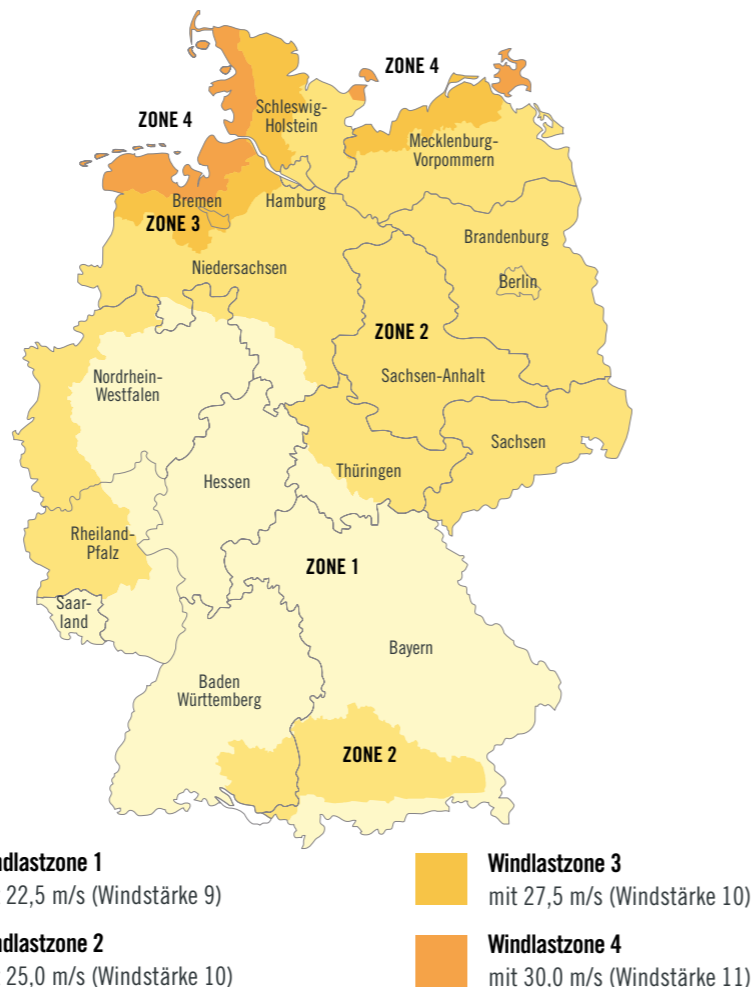 ZONE 4
ZONE 4
Schleswig-
Holstein
Mecklenburg-
Vorpommern
Bremen
Hamburg
ZONE 3
Brandenburg
Niedersachsen
Berlin
ZONE 2
Nordrhein-
Westfalen
Sachsen-Anhalt
Sachsen
Thüringen
Hessen
Rheiland-
Pfalz
ZONE 1
Saar-
land
Bayern
Baden
Württemberg
ZONE 2
ndlastzone 1
22,5 m/s (Windstärke 9)
ndlastzone 2
25,0 m/s (Windstärke 10)
Windlastzone 3
mit 27,5 m/s (Windstärke 10)
Windlastzone 4
mit 30,0 m/s (Windstärke 11)